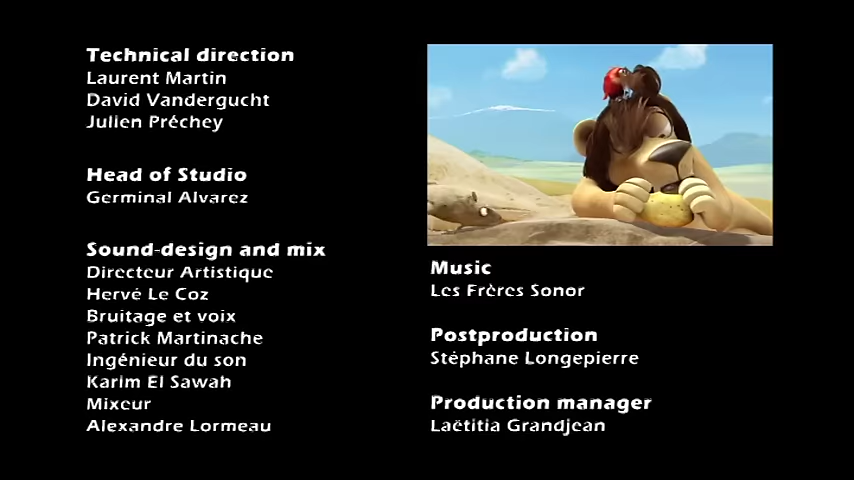 Technical direction
Laurent Martin
David Vandergucht
Julien Préchey
Head of Studio
Germinal Alvarez
Sound-design and mix
Directeur Artistique
Hervé Le Coz
Bruitage et voix
Patrick Martinache
Ingénieur du son
Karim El Sawah
Mixeur
Alexandre Lormeau
Music
Les Frères Sonor
Postproduction
Stéphane Longepierre
Production manager
Laëtitia Grandjean